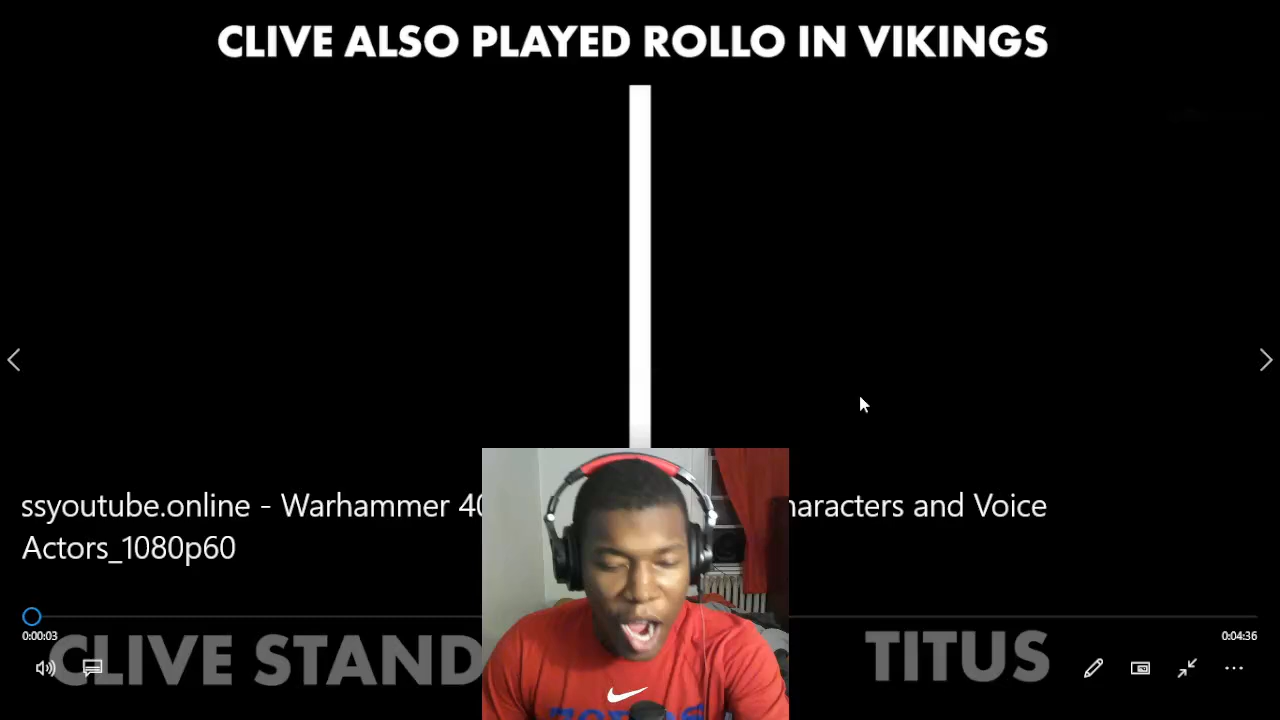 CLIVE ALSO PLAYED ROLLO IN VIKINGS
ssyoutube.online - Warhammer 40 haracters and Voice
Actors_1080p60
0:00:03
0:04:36
CLIVE STAND
TITUS